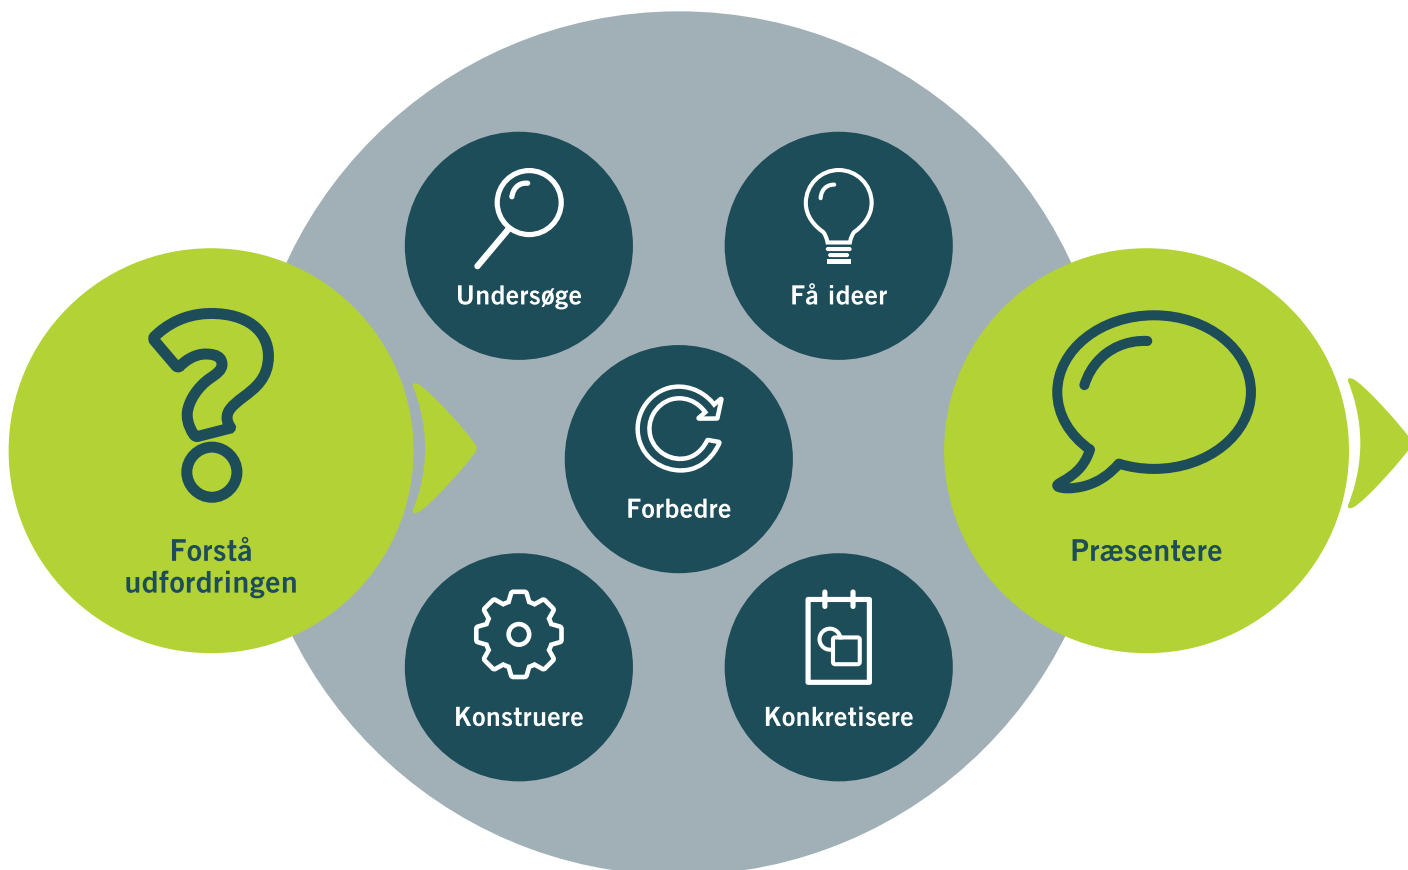 Forstå
udfordringen
Undersøge
Få ideer
Forbedre
Konstruere
Konkretisere
Præsentere